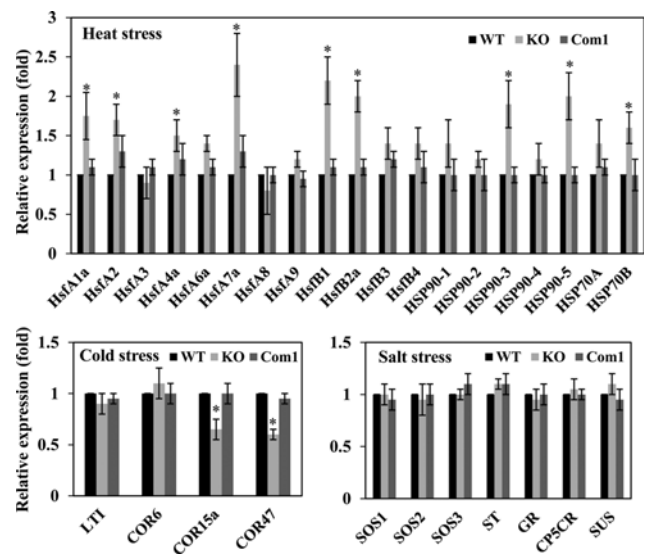 3
Heat stress
WT KO Com1
2.5
*
*
2
*
*
*
*
*
*
*
1.5
1
0.5
0
Relative expression (fold)
HsfA1a
HsfA2
HsfA3
HsfA4a
HsfA6a
HsfA7a
HsfA8
HsfA9
HsfB1
HsfB2a
HsfB3
HsfB4
HSP90-1
HSP90-2
HSP90-3
HSP90-4
HSP90-5
HSP70A
HSP70B
1.5
Cold stress WT KO Com1
1
*
*
0.5
0
Relative expression (fold)
LTI
COR6
COR15a
COR47
1.5
Salt stress WT KO Com1
1
0.5
0
Relative expression (fold)
SOS1
SOS2
SOS3
ST
GR
CP5CR
SUS